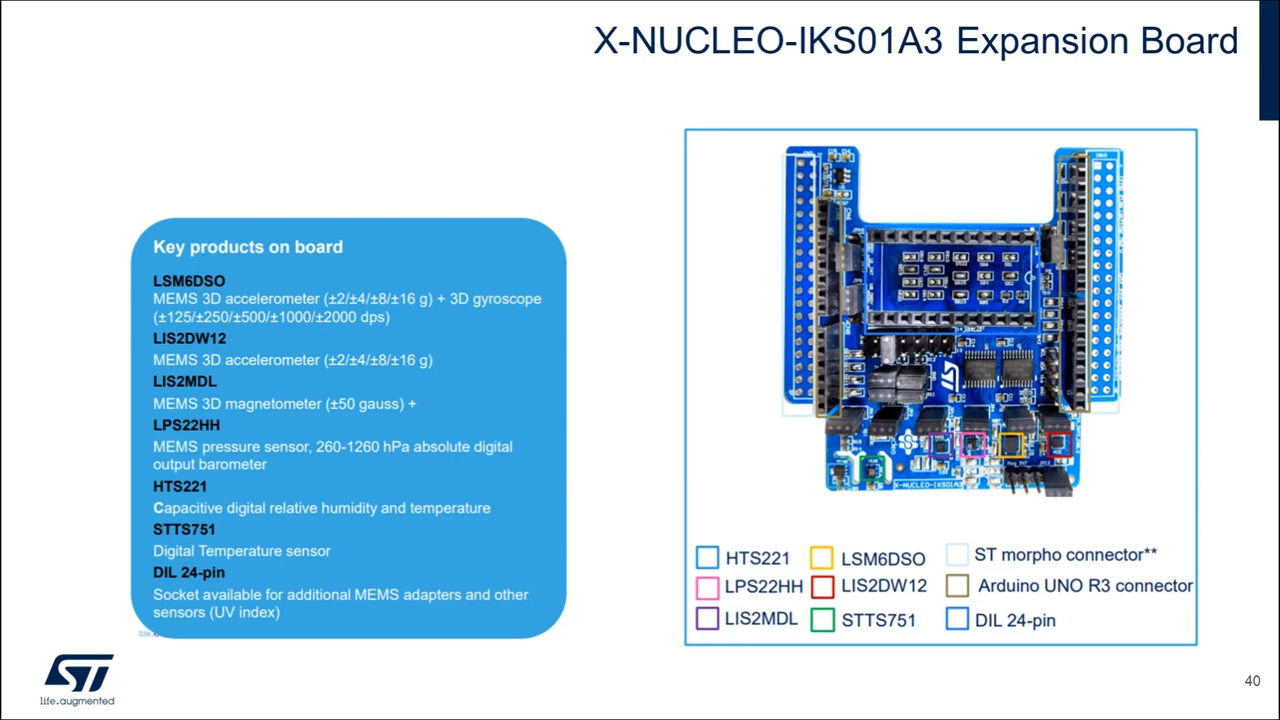 X-NUCLEO-IKS01A3 Expansion Board
Key products on board
LSM6DSO
MEMS 3D accelerometer (±2/±4/±8/±16 g) + 3D gyroscope
(±125/±250/±500/±1000/±2000 dps)
LIS2DW12
MEMS 3D accelerometer (±2/±4/±8/±16 g)
LIS2MDL
MEMS 3D magnetometer (±50 gauss) +
LPS22HH
MEMS pressure sensor, 260-1260 hPa absolute digital
output barometer
HTS221
Capacitive digital relative humidity and temperature
STTS751
Digital Temperature sensor
DIL 24-pin
Socket available for additional MEMS adapters and other
sensors (UV index)
X-NUCLEO-IKS01A3
HTS221
LSM6DSO
ST morpho connector**
LPS22HH
LIS2DW12
Arduino UNO R3 connector
LIS2MDL
STTS751
DIL 24-pin
ST
life.augmented
40